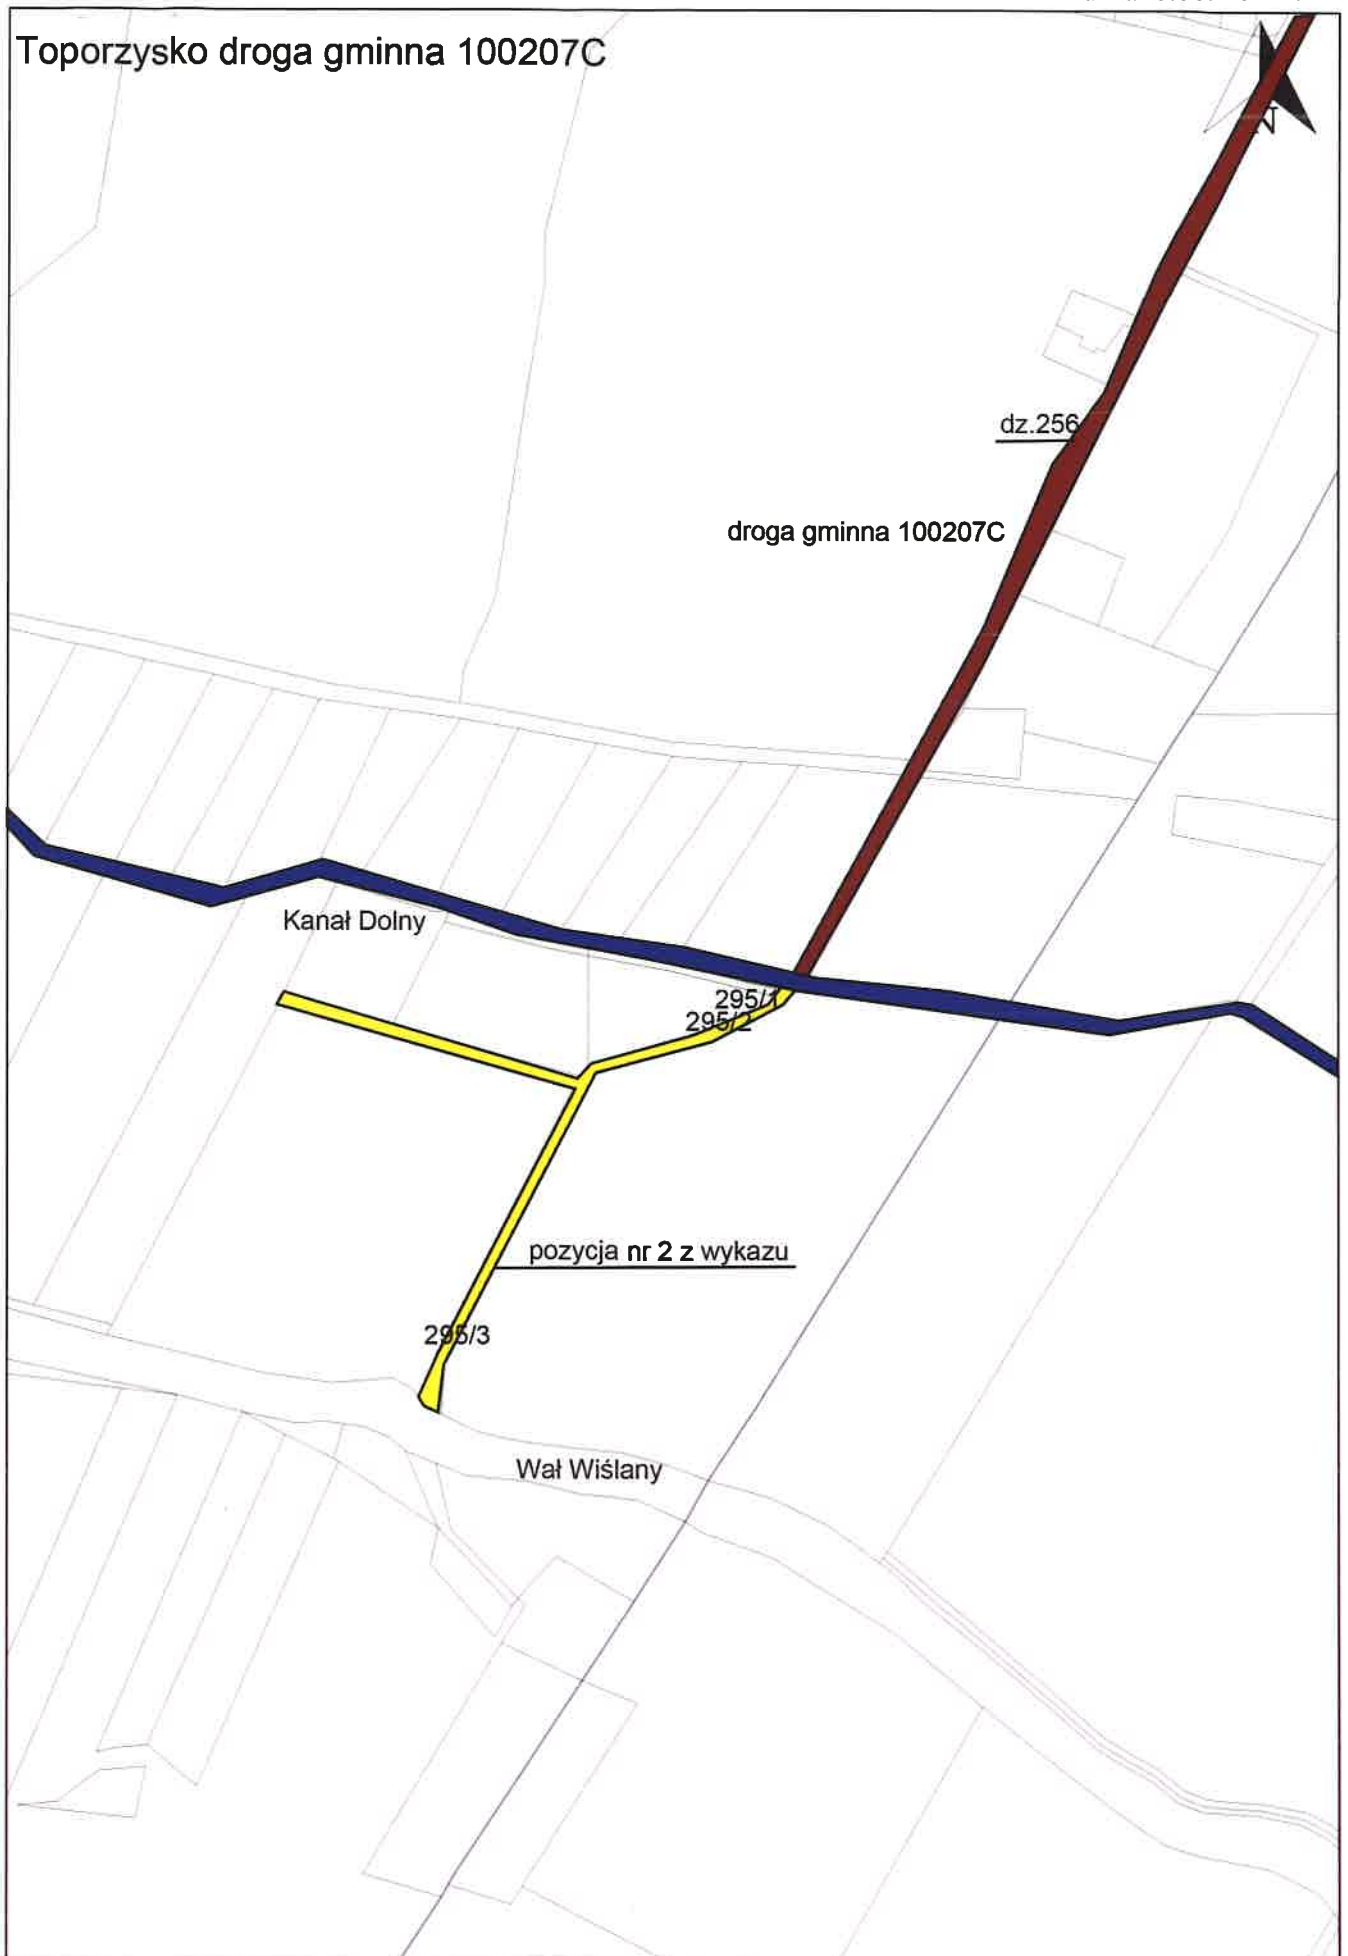 Toporzysko droga gminna 100207C
N
dz.256
droga gminna 100207C
Kanał Dolny
295/1
295/2
pozycja nr 2 z wykazu
295/3
Wał Wiślany